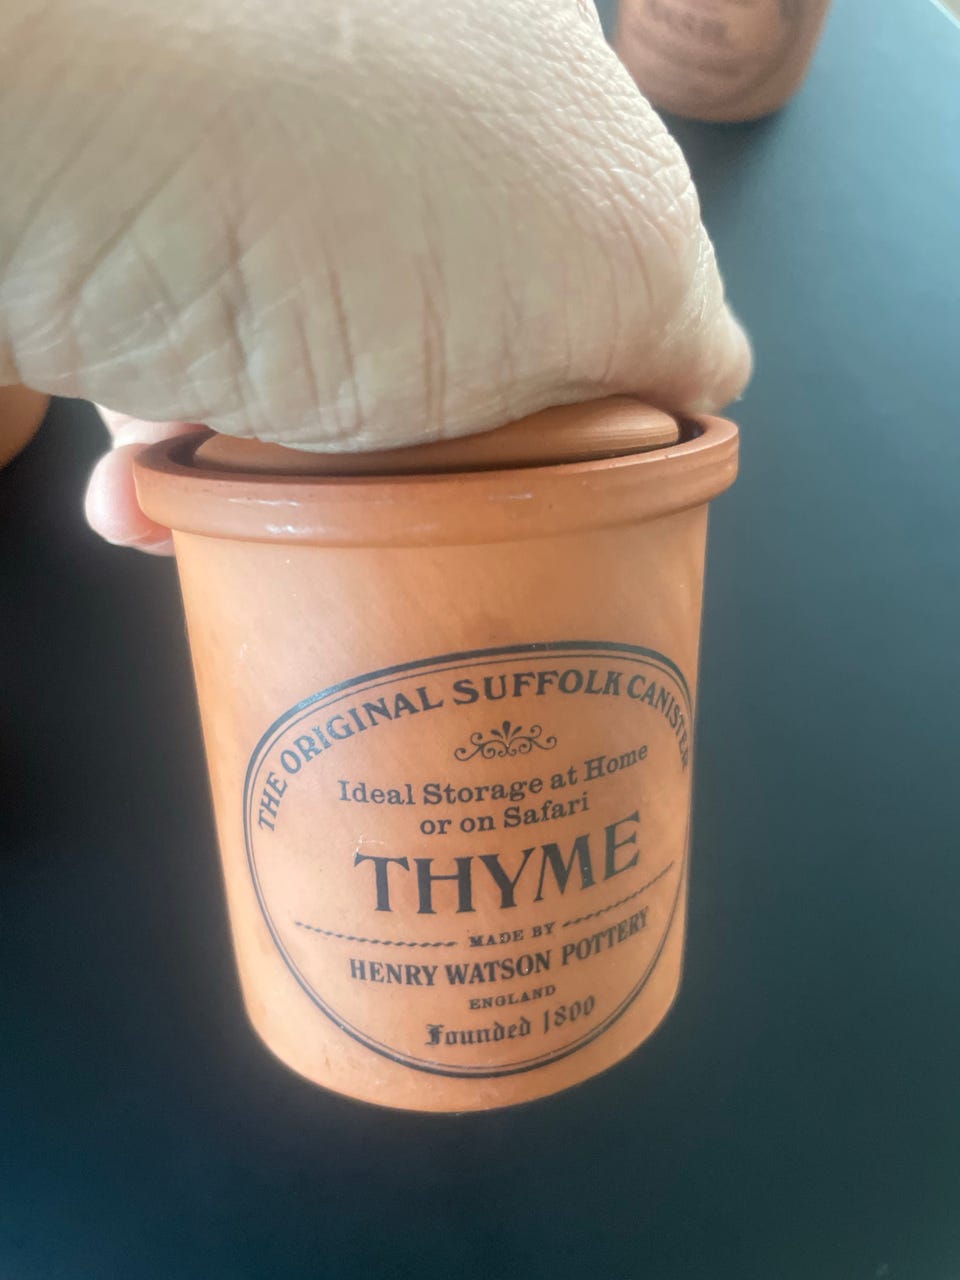 THE ORIGINAL SUFFOLK CANISTER
Ideal Storage at Home
or on Safari
THYME
MADE BY
HENRY WATSON POTTERY
ENGLAND
Founded 1800